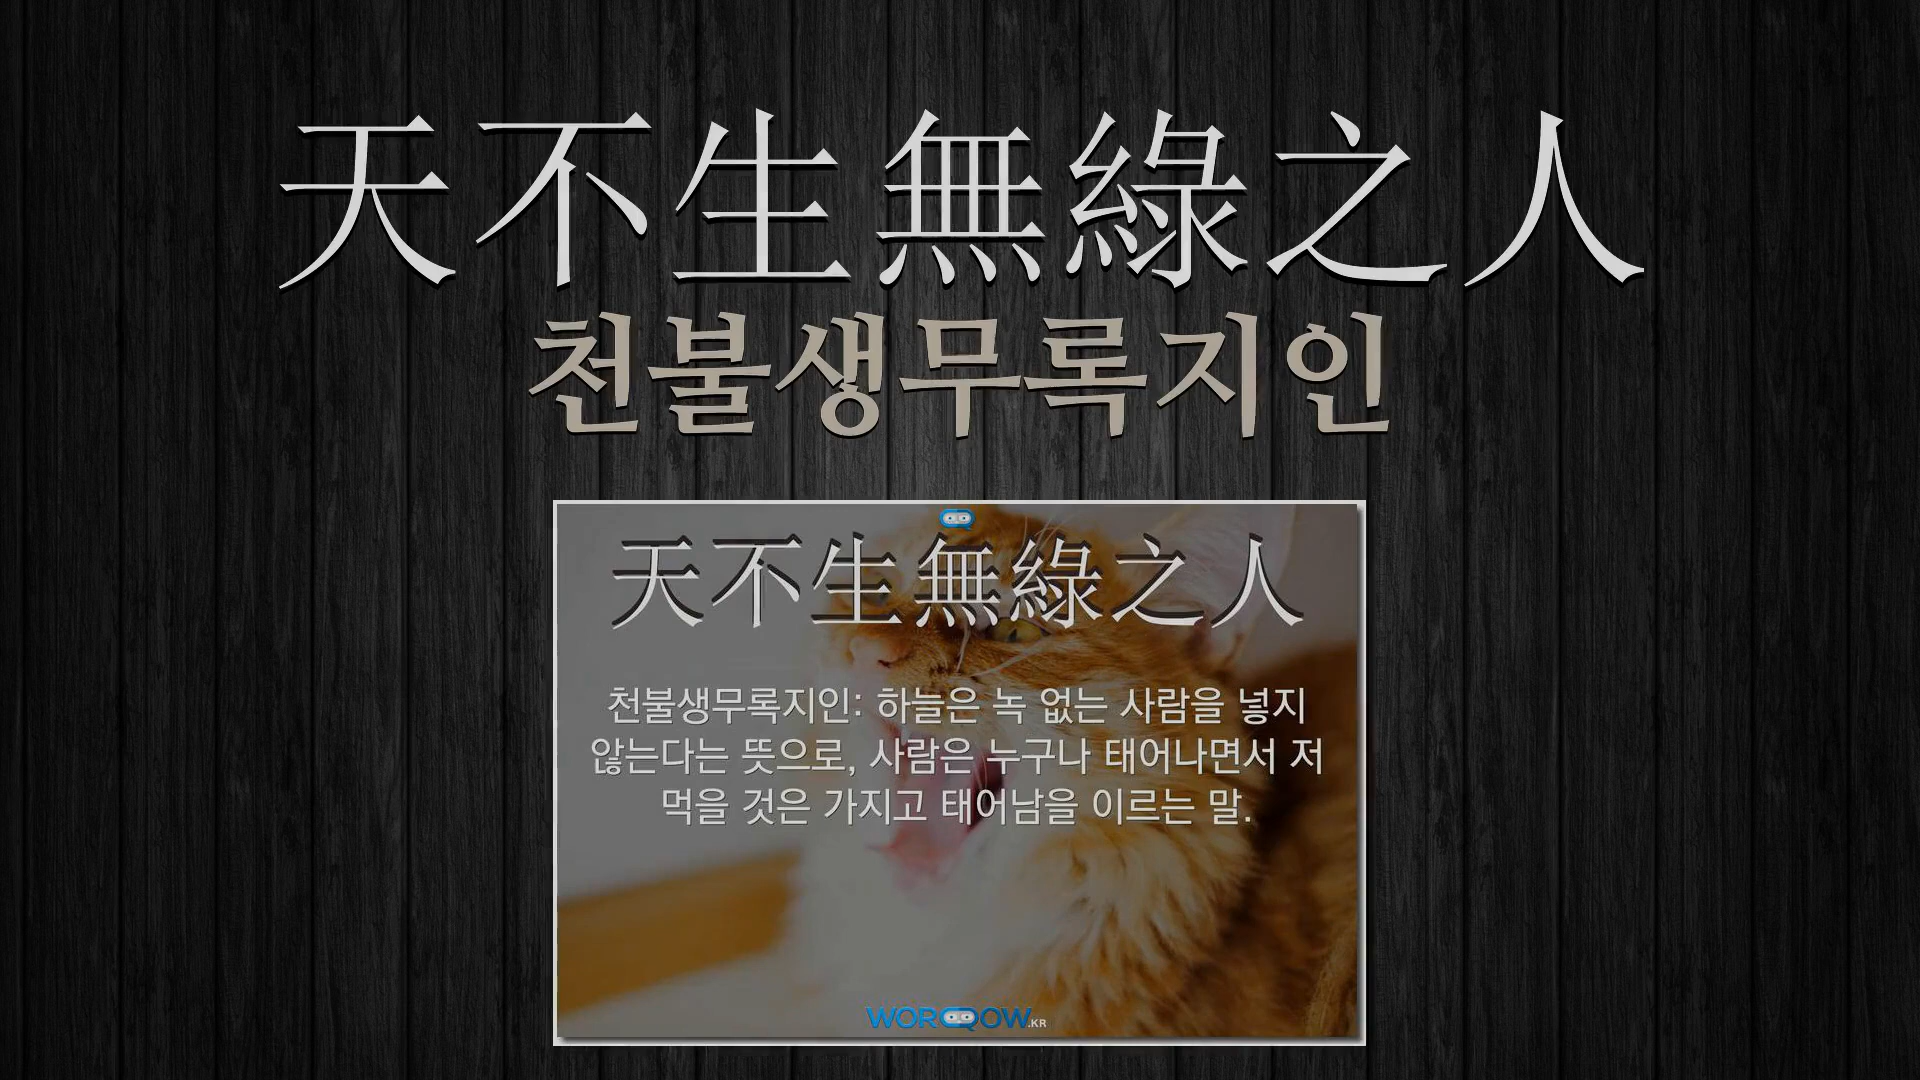 天不生無綠之人
천불생무록지인
天不生無綠之人
천불생무록지인: 하늘은 녹 없는 사람을 넣지
않는다는 뜻으로, 사람은 누구나 태어나면서 저
먹을 것은 가지고 태어남을 이르는 말.
WORQQOW.KR